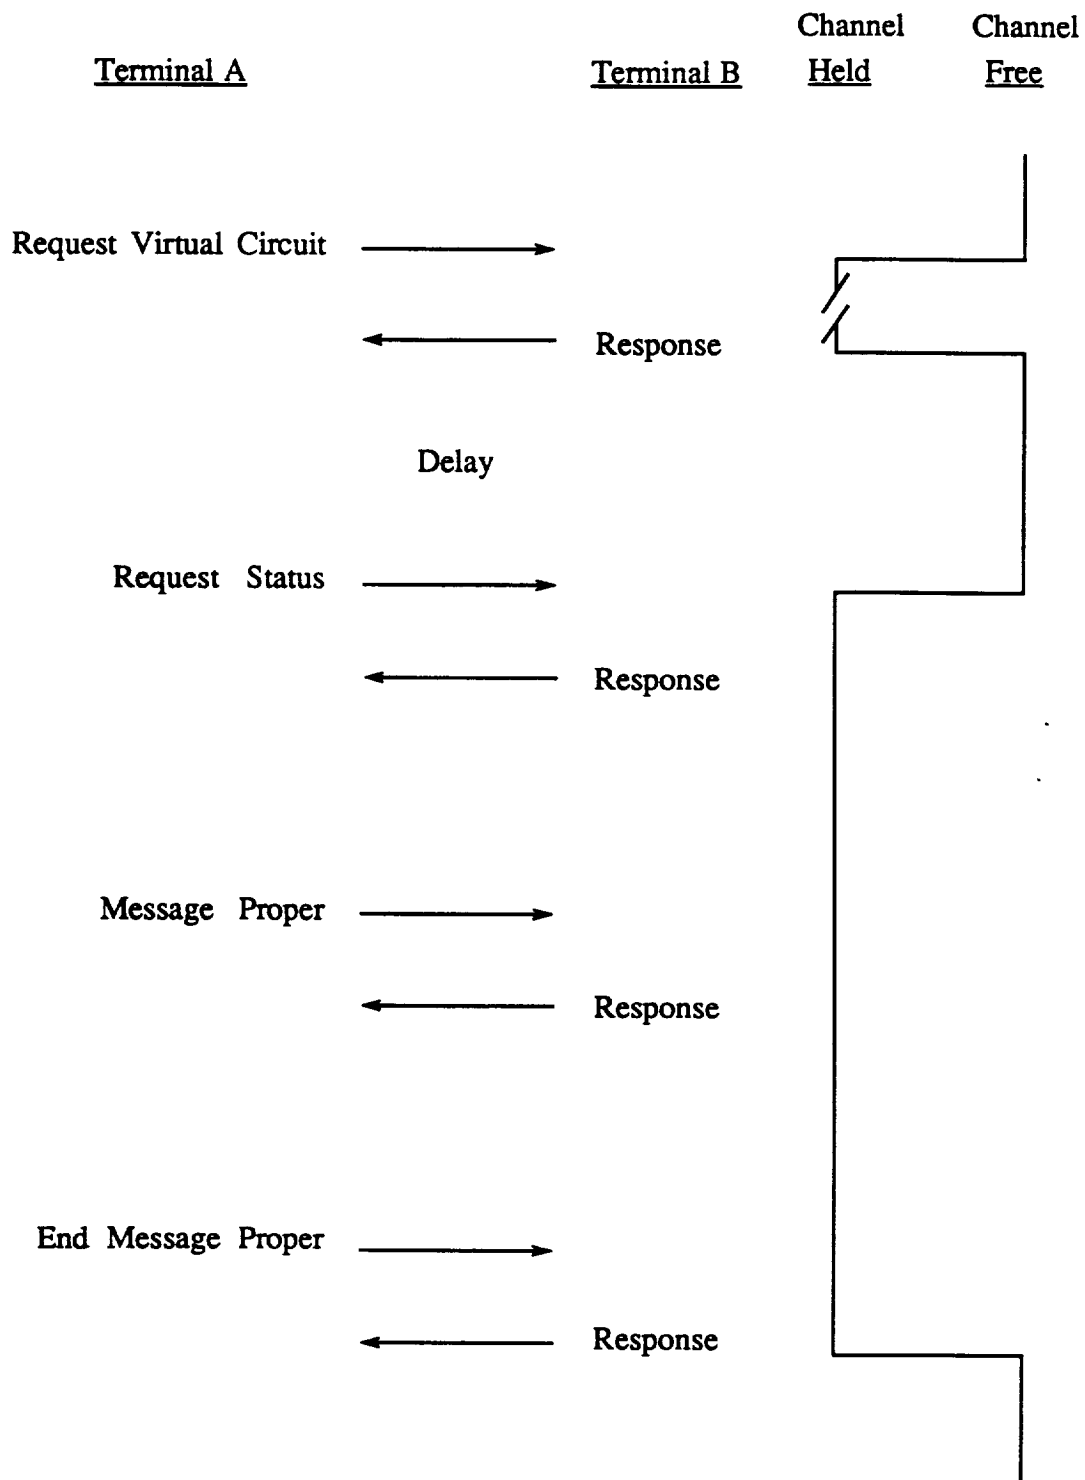 Channel Channel
Terminal A Terminal B Held Free
Request Virtual Circuit
Response
Delay
Request Status
Response
Message Proper
Response
End Message Proper
Response